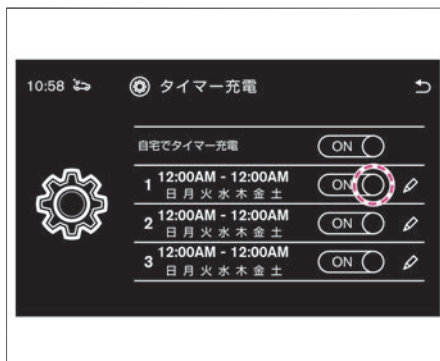 10:58
タイマー充電
自宅でタイマー充電 ON
1 12:00AM - 12:00AM ON
日 月 火 水 木 金 土
2 12:00AM - 12:00AM ON
日 月 火 水 木 金 土
3 12:00AM - 12:00AM ON
日 月 火 水 木 金 土